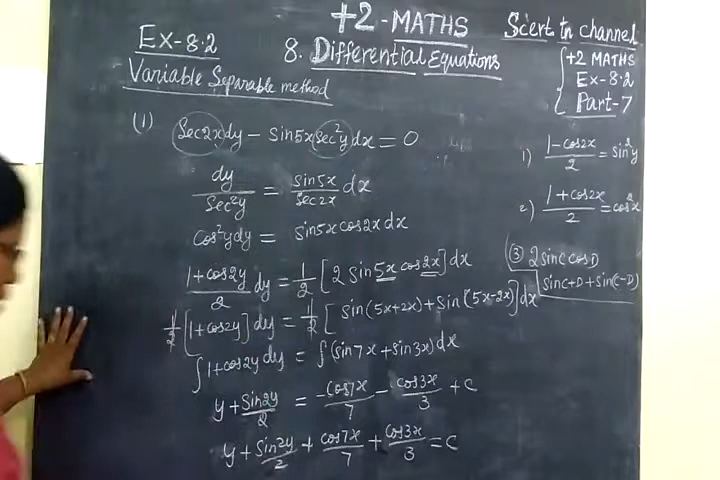 +2 - MATHS
Scert tn channel
Ex-8.2
8. Differential Equations
Variable Separable method
+2 MATHS
Ex-8.2
Part-7
(1) Sec2x dy - Sin5x Sec²y dx = 0
dy/Sec²y = Sin5x/Sec2x dx
Cos²y dy = Sin5x Cos2x dx
1+Cos2y/2 dy = 1/2 [2 Sin5x Cos2x] dx
1/2 [1+Cos2y] dy = 1/2 [Sin(5x+2x)+Sin(5x-2x)] dx
∫1+Cos2y dy = ∫(Sin7x + Sin3x) dx
y + Sin2y/2 = -Cos7x/7 - Cos3x/3 + C
y + Sin2y/2 + Cos7x/7 + Cos3x/3 = C
1) 1-Cos2x/2 = Sin²y
2) 1+Cos2x/2 = Cos²x
(3) 2 SinC CosD
SinC+D + Sin(C-D)